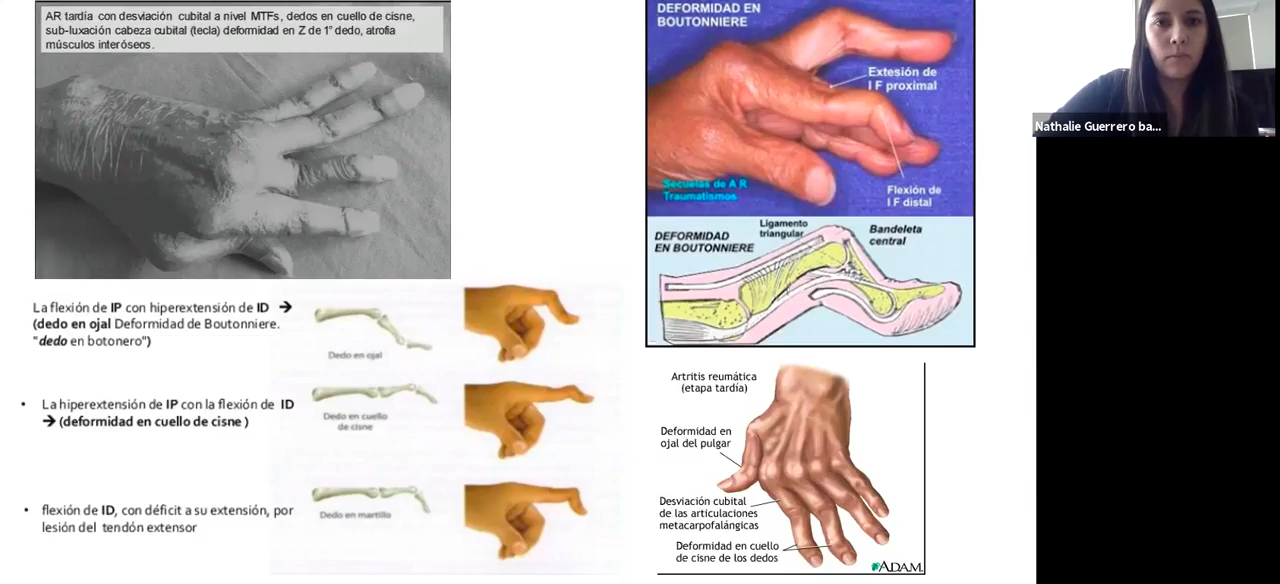 AR tardía con desviación cubital a nivel MTFs, dedos en cuello de cisne,
sub-luxación cabeza cubital (tecla) deformidad en Z de 1° dedo, atrofia
músculos interóseos.
La flexión de IP con hiperextensión de ID →
(dedo en ojal Deformidad de Boutonniere.
"dedo en botonero")
Dedo en ojal
• La hiperextensión de IP con la flexión de ID
→ (deformidad en cuello de cisne )
Dedo en cuello
de cisne
• flexión de ID, con déficit a su extensión, por
lesión del tendón extensor
Dedo en martillo
DEFORMIDAD EN
BOUTONNIERE
Extesión de
I F proximal
Flexión de
I F distal
Secuelas de A R
Traumatismos
DEFORMIDAD
EN BOUTONNIERE
Ligamento
triangular
Bandeleta
central
Artritis reumática
(etapa tardía)
Deformidad en
ojal del pulgar
Desviación cubital
de las articulaciones
metacarpofalángicas
Deformidad en cuello
de cisne de los dedos
ADAM.
Nathalie Guerrero ba...